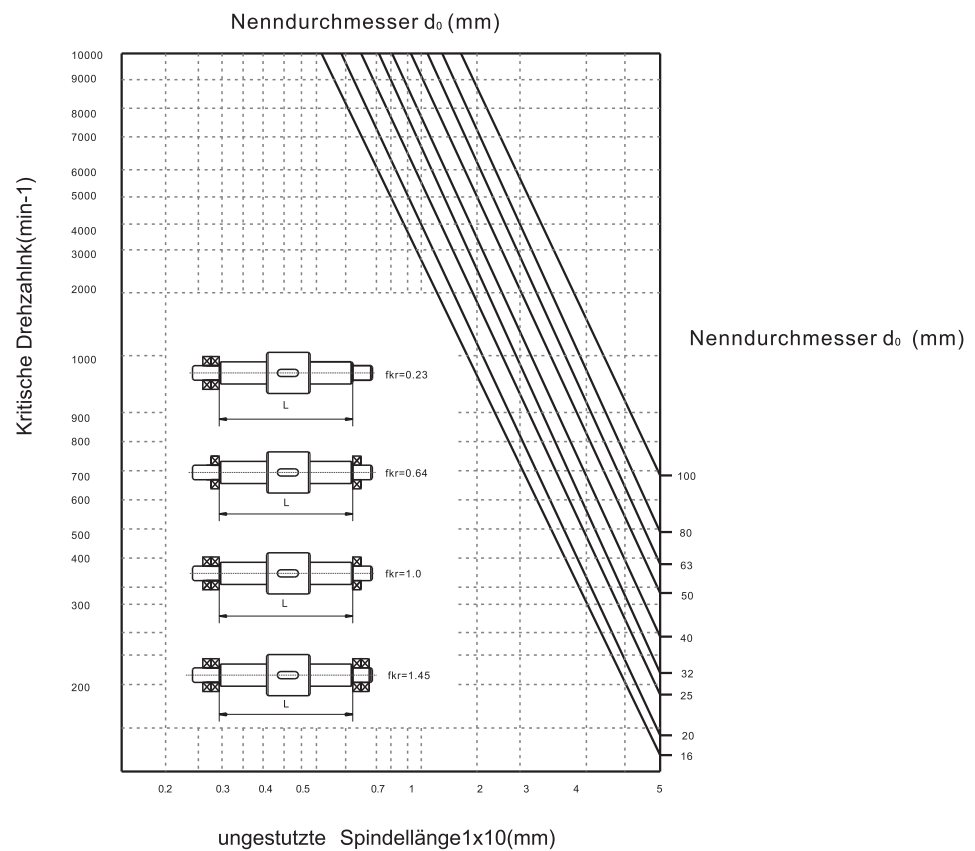 Nenndurchmesser d₀ (mm)
Kritische Drehzahlnk(min-1)
10000
9000
8000
7000
6000
5000
4000
3000
2000
1000
900
800
700
600
500
400
300
200
L
fkr=0.23
L
fkr=0.64
L
fkr=1.0
L
fkr=1.45
Nenndurchmesser d₀ (mm)
100
80
63
50
40
32
25
20
16
0.2 0.3 0.4 0.5 0.7 1 2 3 4 5
ungestutzte Spindellänge1x10(mm)